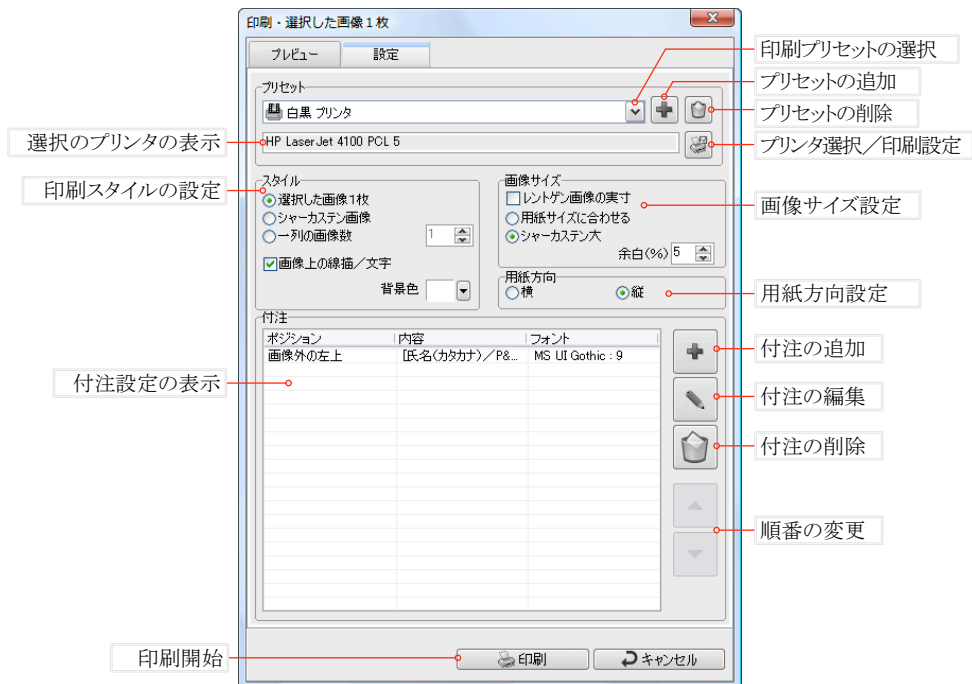 印刷・選択した画像1枚
プレビュー
設定
印刷プリセットの選択
プリセット
プリセットの追加
白黒 プリンタ
プリセットの削除
選択のプリンタの表示
HP LaserJet 4100 PCL 5
プリンタ選択／印刷設定
印刷スタイルの設定
スタイル
選択した画像1枚
シャーカステン画像
一列の画像数
1
画像上の線描／文字
背景色
画像サイズ
レントゲン画像の実寸
用紙サイズに合わせる
シャーカステン大
余白(%)
5
画像サイズ設定
用紙方向
横
縦
用紙方向設定
付注
ポジション
内容
フォント
画像外の左上
[氏名(カタカナ)／P&...
MS UI Gothic : 9
付注の追加
付注設定の表示
付注の編集
付注の削除
順番の変更
印刷開始
印刷
キャンセル